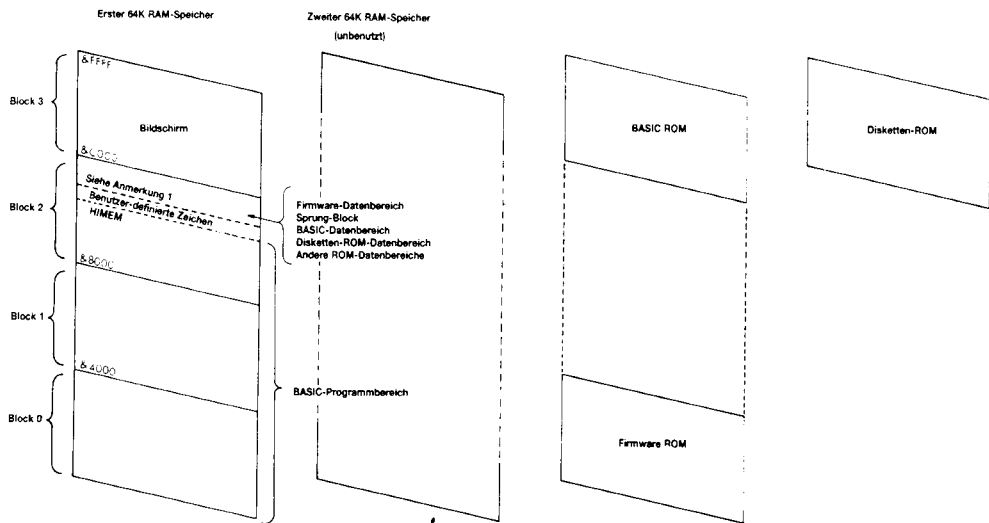 Erster 64K RAM-Speicher
Zweiter 64K RAM-Speicher
(unbenutzt)
&FFFF
Block 3
Bildschirm
BASIC ROM
Disketten-ROM
&C000
Siehe Anmerkung 1
Benutzer-definierte Zeichen
HIMEM
Block 2
Firmware-Datenbereich
Sprung-Block
BASIC-Datenbereich
Disketten-ROM-Datenbereich
Andere ROM-Datenbereiche
&8000
Block 1
&4000
BASIC-Programmbereich
Block 0
Firmware ROM